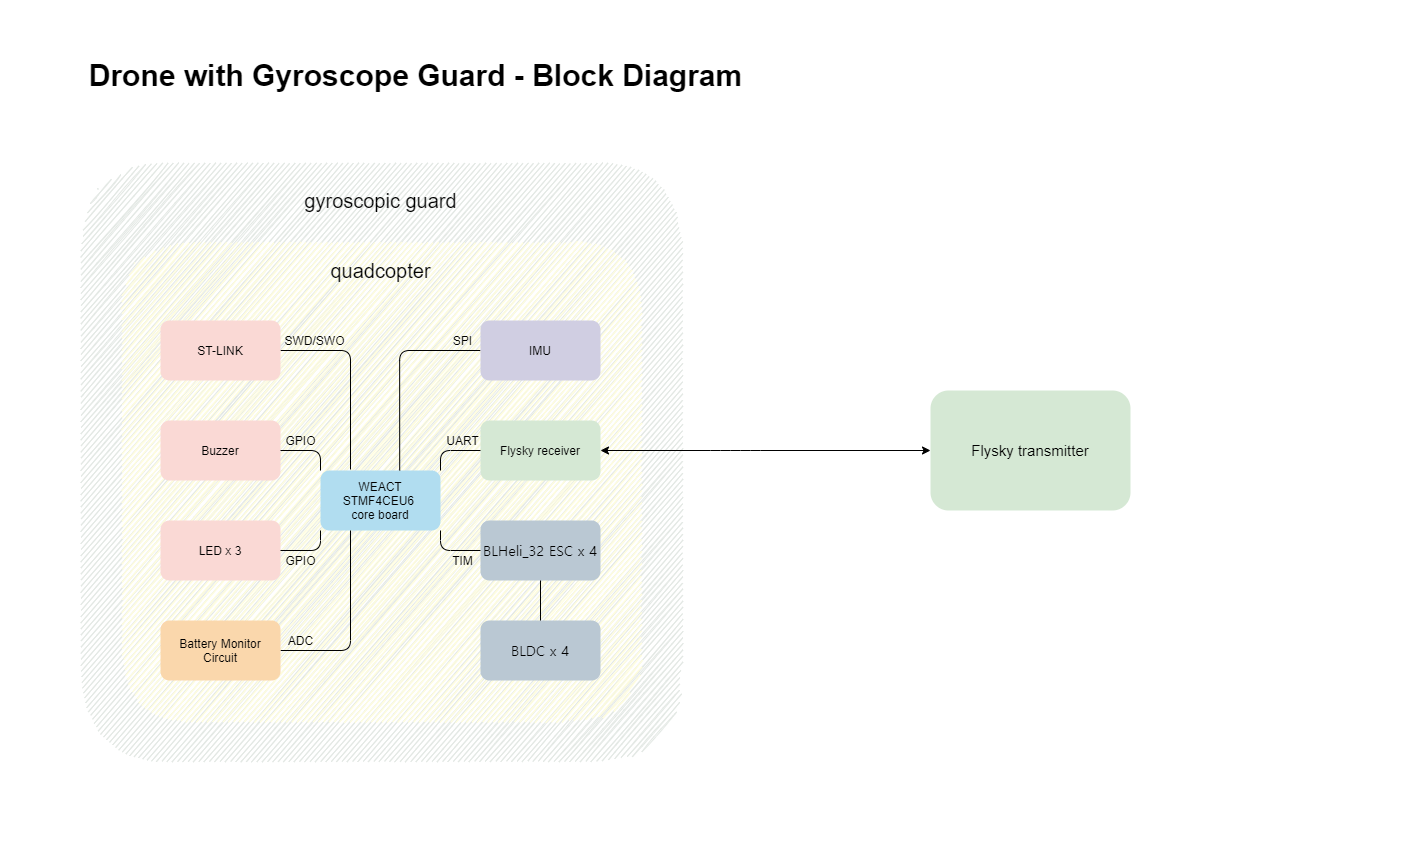 Drone with Gyroscope Guard - Block Diagram
gyroscopic guard
quadcopter
ST-LINK
SWD/SWO
SPI
IMU
Buzzer
GPIO
UART
Flysky receiver
Flysky transmitter
WEACT
STMF4CEU6
core board
LED x 3
GPIO
TIM
BLHeli_32 ESC x 4
Battery Monitor
Circuit
ADC
BLDC x 4